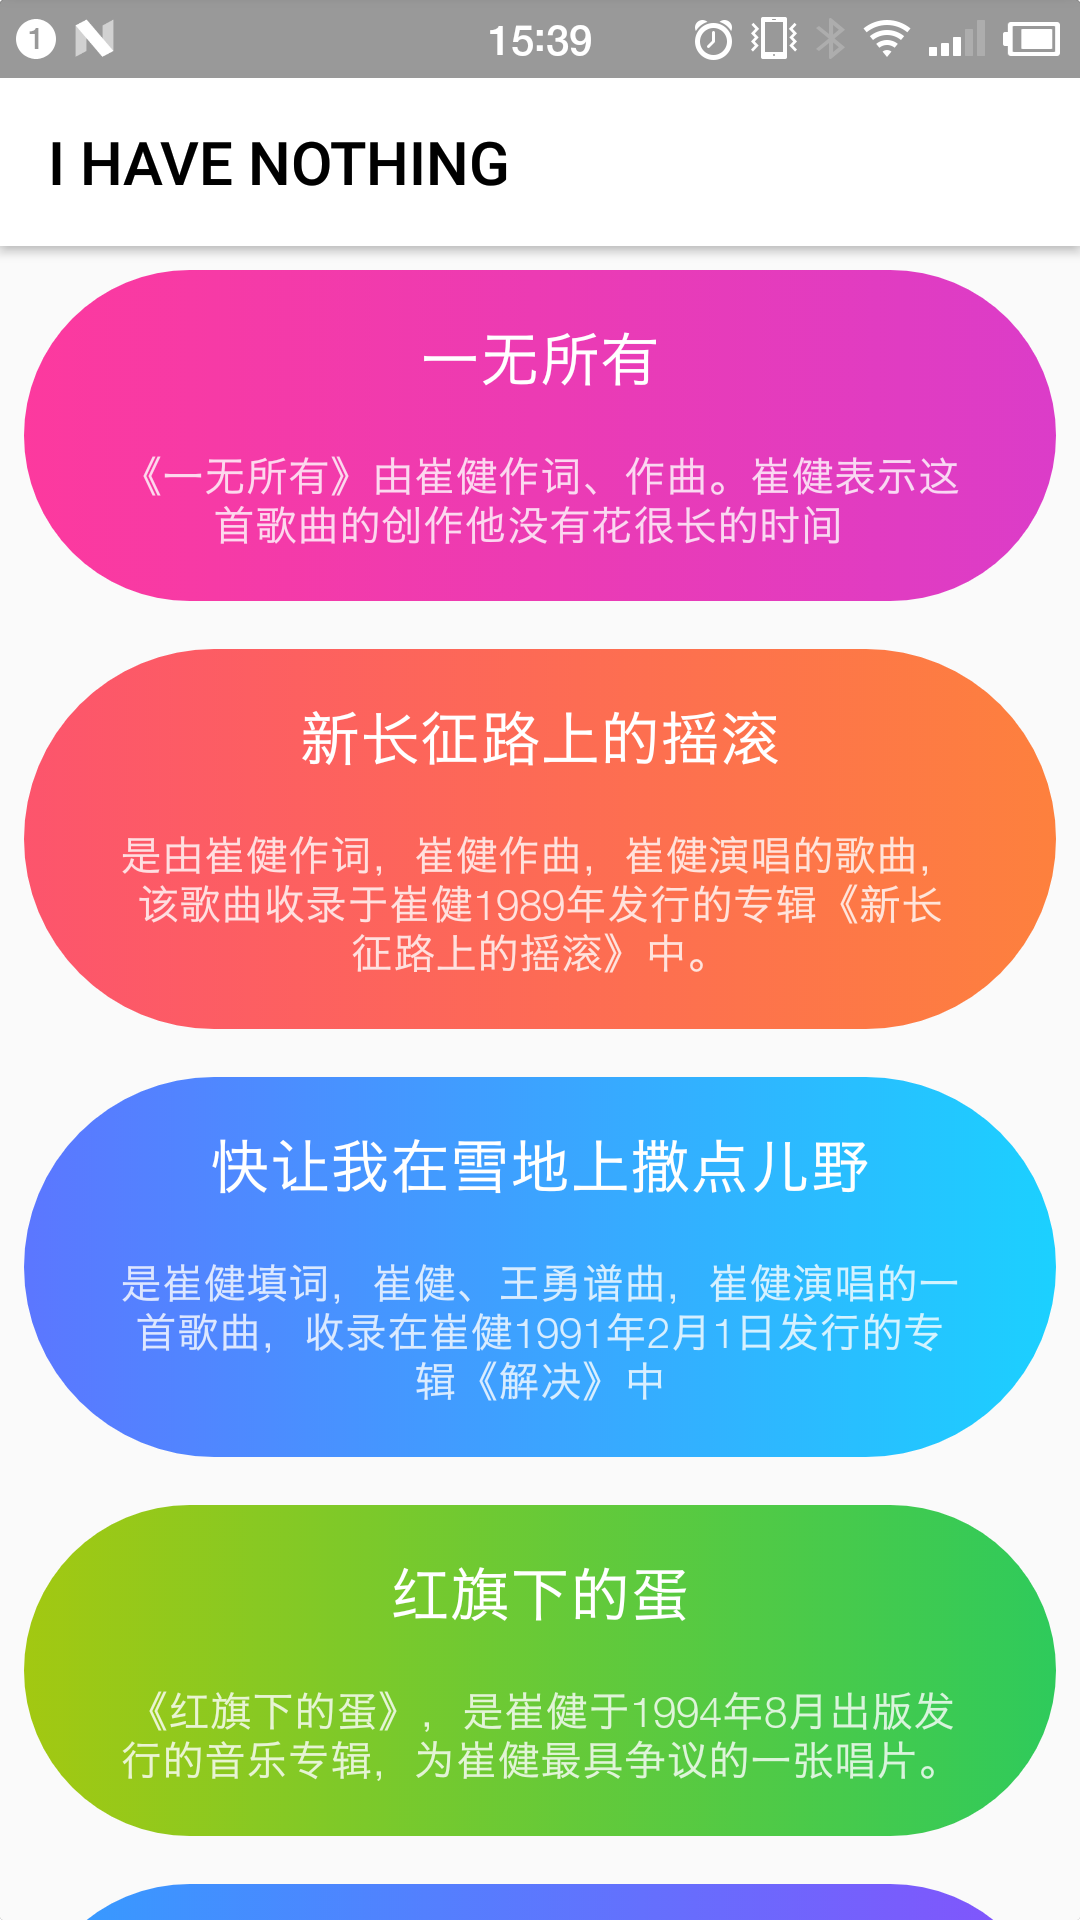 1
15:39
I HAVE NOTHING
一无所有
《一无所有》由崔健作词、作曲。崔健表示这
首歌曲的创作他没有花很长的时间
新长征路上的摇滚
是由崔健作词，崔健作曲，崔健演唱的歌曲，
该歌曲收录于崔健1989年发行的专辑《新长
征路上的摇滚》中。
快让我在雪地上撒点儿野
是崔健填词，崔健、王勇谱曲，崔健演唱的一
首歌曲，收录在崔健1991年2月1日发行的专
辑《解决》中
红旗下的蛋
《红旗下的蛋》，是崔健于1994年8月出版发
行的音乐专辑，为崔健最具争议的一张唱片。